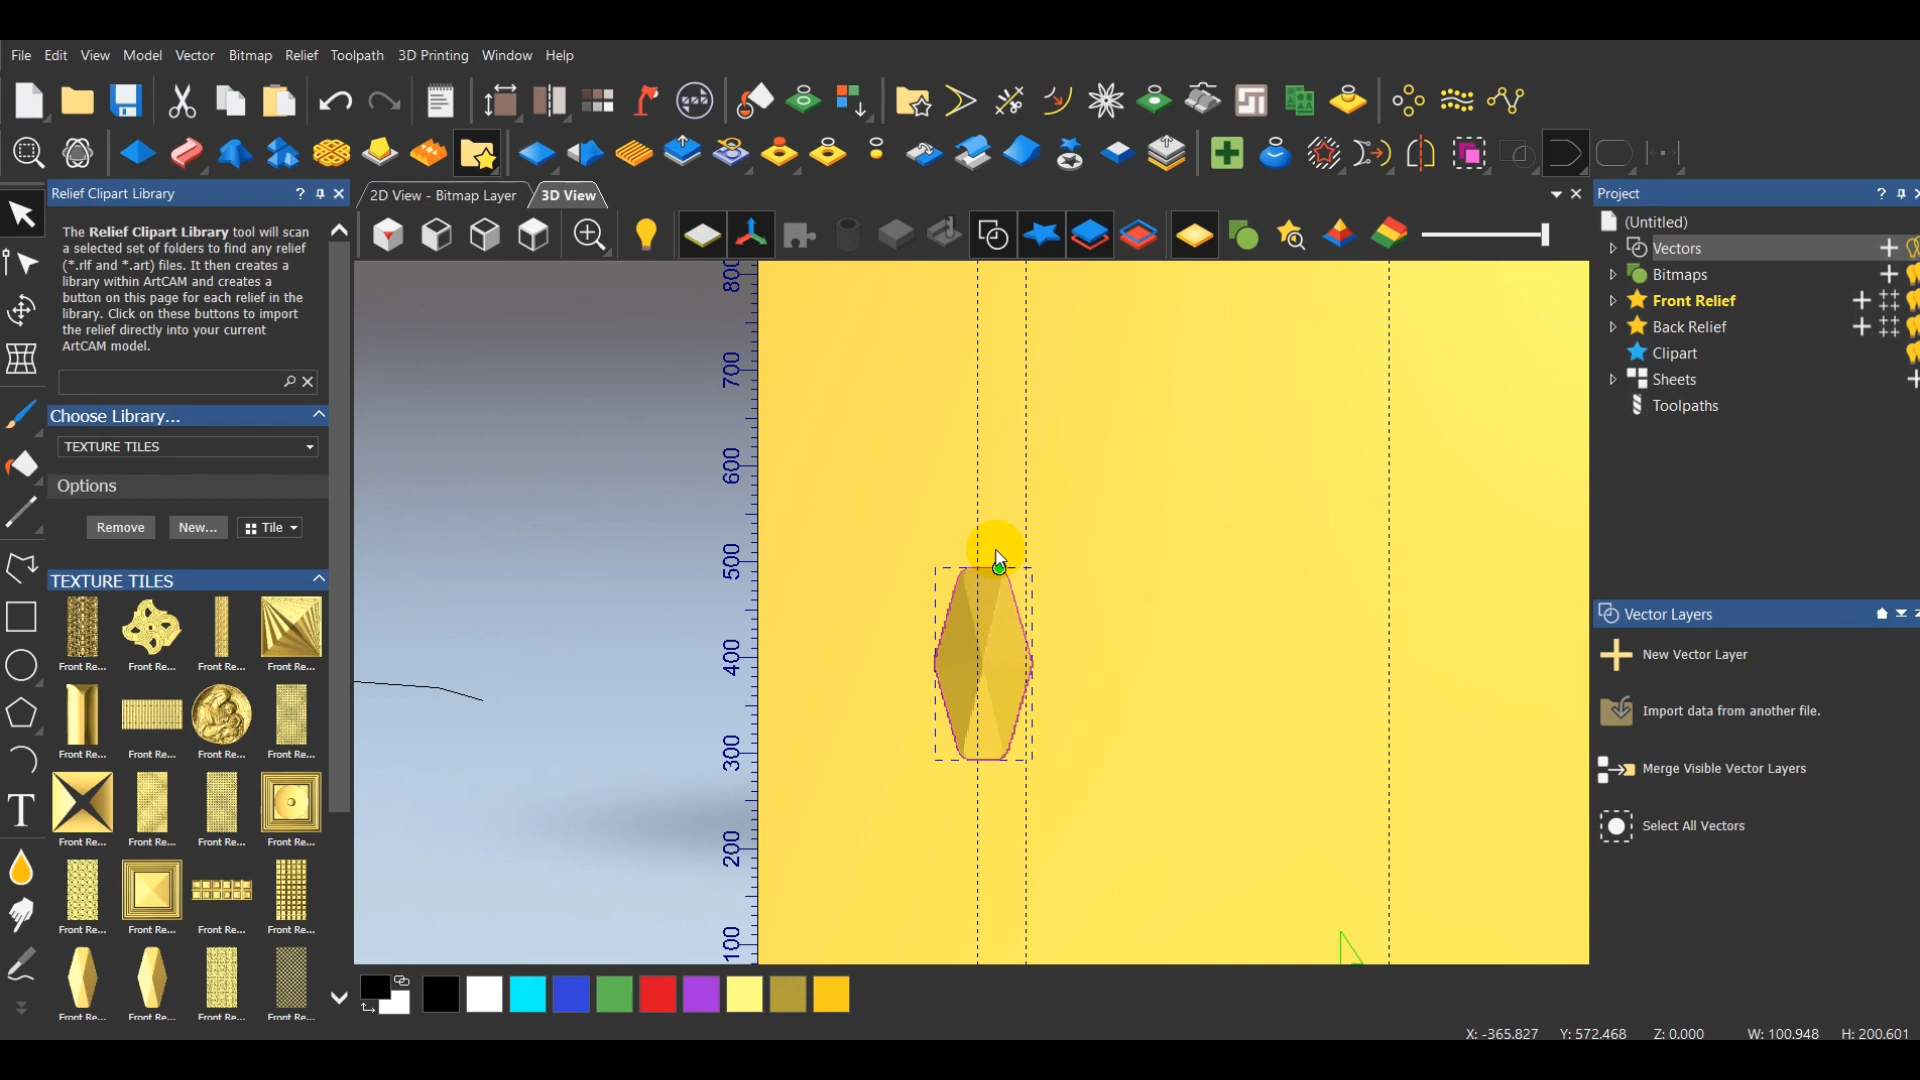 File Edit View Model Vector Bitmap Relief Toolpath 3D Printing Window Help
Relief Clipart Library
The Relief Clipart Library tool will scan
a selected set of folders to find any relief
(*.rlf and *.art) files. It then creates a
library within ArtCAM and creates a
button on this page for each relief in the
library. Click on these buttons to import
the relief directly into your current
ArtCAM model.
Choose Library...
TEXTURE TILES
Options
Remove New... Tile
TEXTURE TILES
Front Re... Front Re... Front Re... Front Re...
Front Re... Front Re... Front Re... Front Re...
Front Re... Front Re... Front Re... Front Re...
Front Re... Front Re... Front Re... Front Re...
Front Re... Front Re... Front Re... Front Re...
2D View - Bitmap Layer 3D View
800
700
600
500
400
300
200
100
Project
(Untitled)
Vectors
Bitmaps
Front Relief
Back Relief
Clipart
Sheets
Toolpaths
Vector Layers
New Vector Layer
Import data from another file.
Merge Visible Vector Layers
Select All Vectors
X: -365.827 Y: 572.468 Z: 0.000 W: 100.948 H: 200.601